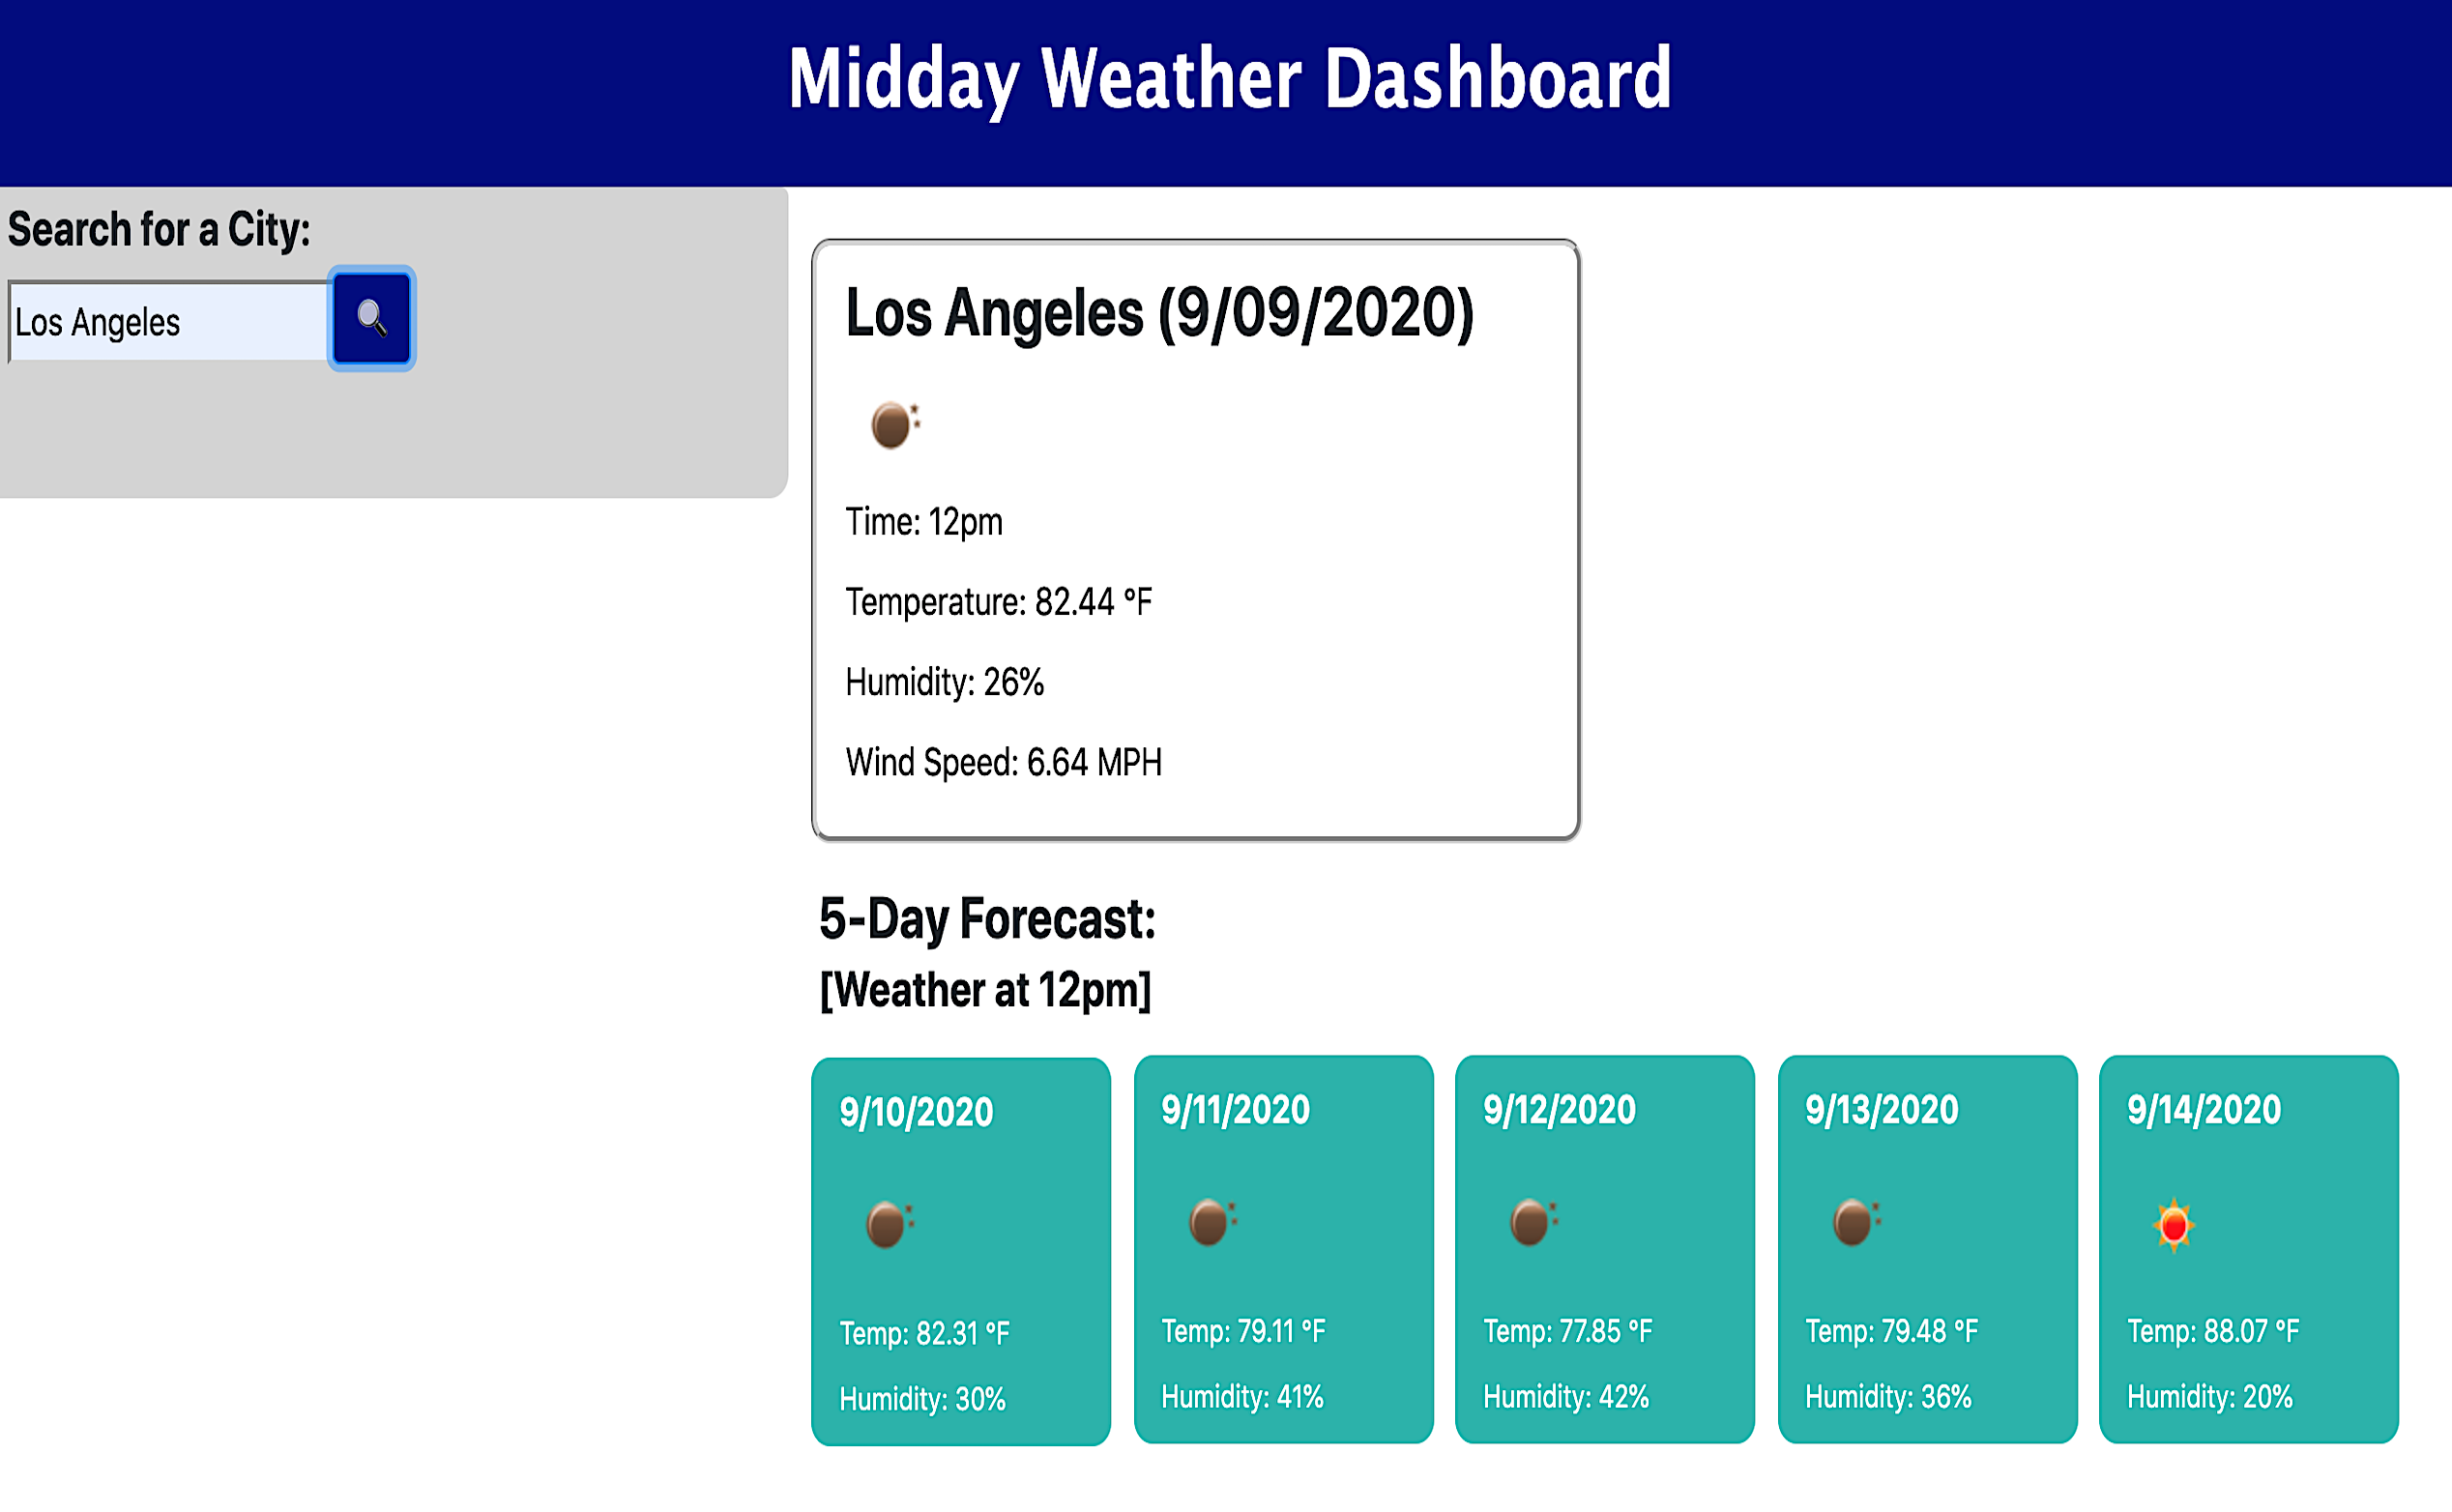 Midday Weather Dashboard
Search for a City:
Los Angeles
Los Angeles (9/09/2020)
Time: 12pm
Temperature: 82.44 °F
Humidity: 26%
Wind Speed: 6.64 MPH
5-Day Forecast:
[Weather at 12pm]
9/10/2020
Temp: 82.31 °F
Humidity: 30%
9/11/2020
Temp: 79.11 °F
Humidity: 41%
9/12/2020
Temp: 77.85 °F
Humidity: 42%
9/13/2020
Temp: 79.48 °F
Humidity: 36%
9/14/2020
Temp: 88.07 °F
Humidity: 20%